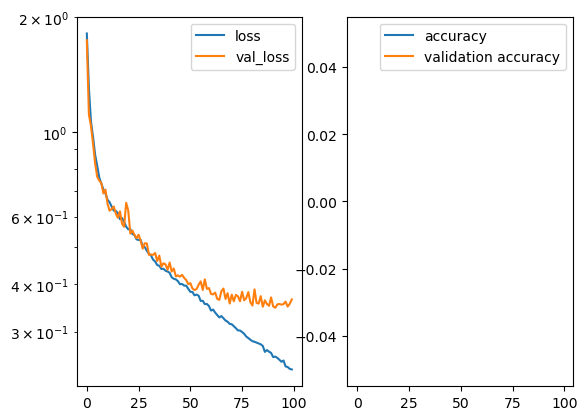 loss
val_loss
2 × 10⁰
10⁰
6 × 10⁻¹
4 × 10⁻¹
3 × 10⁻¹
0 25 50 75 100
accuracy
validation accuracy
0.04
0.02
0.00
−0.02
−0.04
0 25 50 75 100